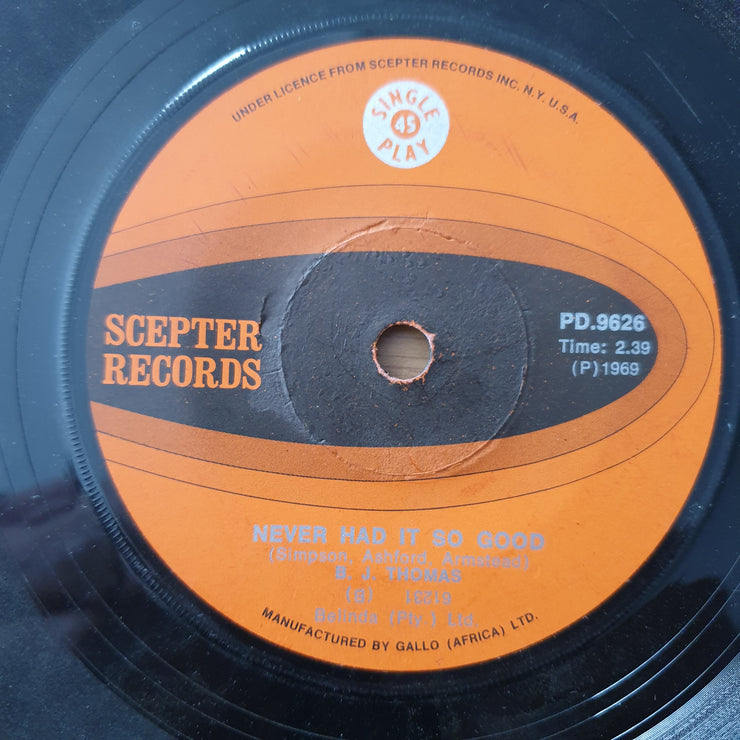 UNDER LICENCE FROM SCEPTER RECORDS INC. N.Y. U.S.A.
SINGLE
45
PLAY
SCEPTER
RECORDS
PD.9626
Time: 2.39
(P)1969
NEVER HAD IT SO GOOD
(Simpson, Ashford, Armstead)
B. J. THOMAS
(G) 16319
Belinda (Pty.) Ltd.
MANUFACTURED BY GALLO (AFRICA) LTD.